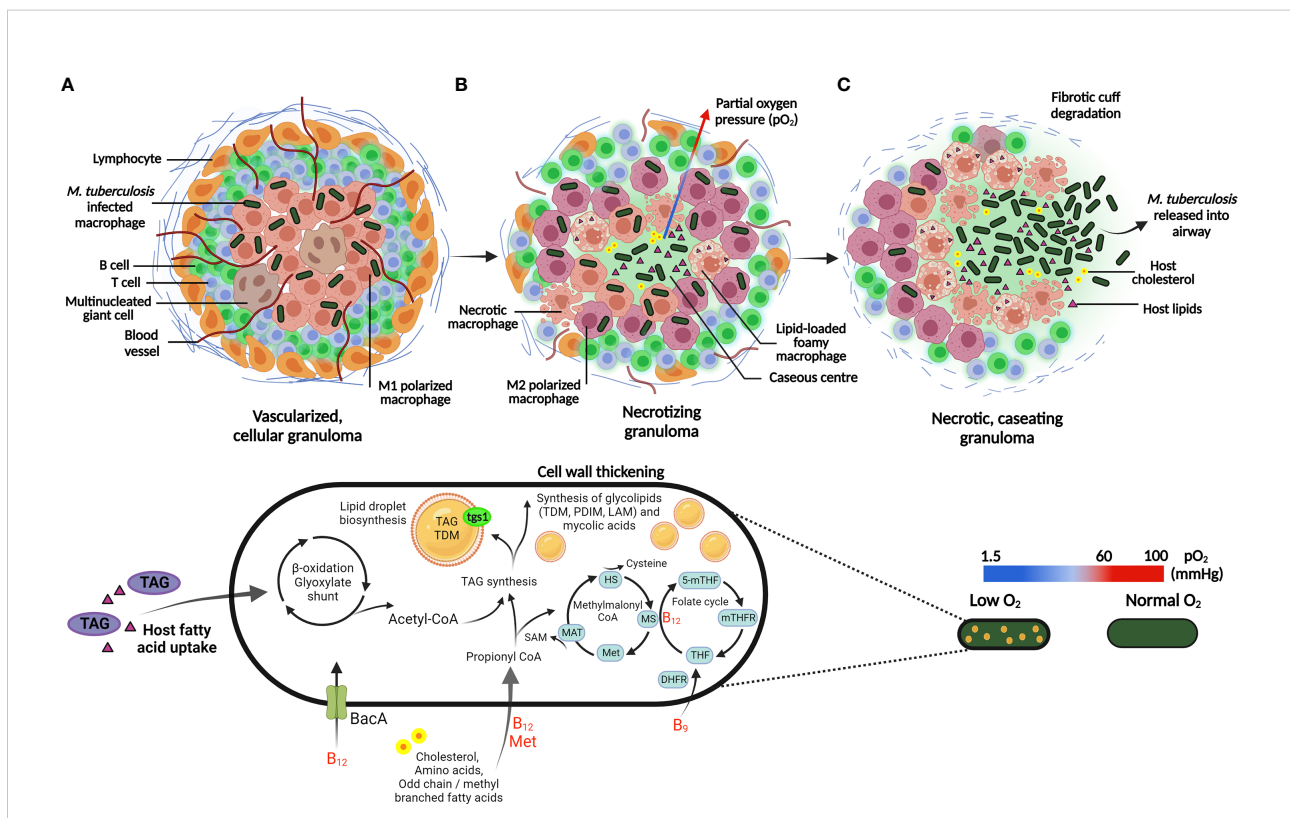 A
B
C
Lymphocyte
M. tuberculosis
infected
macrophage
B cell
T cell
Multinucleated
giant cell
Blood
vessel
M1 polarized
macrophage
Vascularized,
cellular granuloma
Partial oxygen
pressure (pO₂)
Necrotic
macrophage
M2 polarized
macrophage
Lipid-loaded
foamy
macrophage
Caseous centre
Necrotizing
granuloma
Fibrotic cuff
degradation
M. tuberculosis
released into
airway
Host
cholesterol
Host lipids
Necrotic, caseating
granuloma
Cell wall thickening
Lipid droplet
biosynthesis
TAG
TDM
tgs1
Synthesis of glycolipids
(TDM, PDIM, LAM) and
mycolic acids
β-oxidation
Glyoxylate
shunt
TAG synthesis
Acetyl-CoA
Propionyl CoA
Cysteine
HS
Methylmalonyl
CoA
MS
MAT
SAM
Met
B₁₂
5-mTHF
Folate cycle
mTHFR
THF
DHFR
TAG
TAG
Host fatty
acid uptake
BacA
B₁₂
B₁₂
Met
B₉
Cholesterol,
Amino acids,
Odd chain / methyl
branched fatty acids
1.5 60 100 pO₂
(mmHg)
Low O₂ Normal O₂